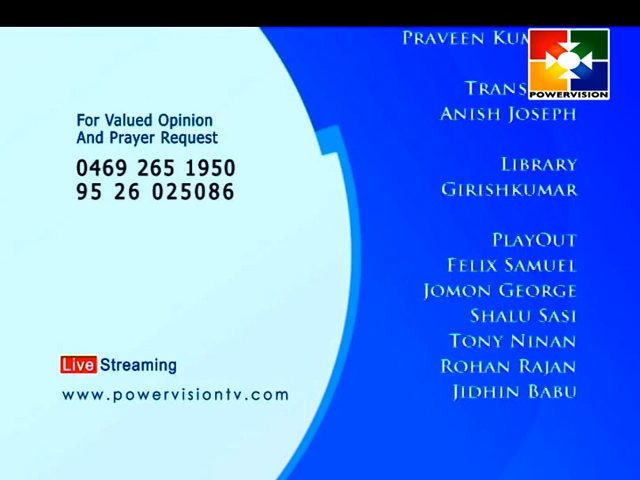 For Valued Opinion
And Prayer Request
0469 265 1950
95 26 025086
Live Streaming
www.powervisiontv.com
PRAVEEN
POWERVISION
ANISH JOSEPH
LIBRARY
GIRISHKUMAR
PLAYOUT
FELIX SAMUEL
JOMON GEORGE
SHALU SASI
TONY NINAN
ROHAN RAJAN
JIDHIN BABU